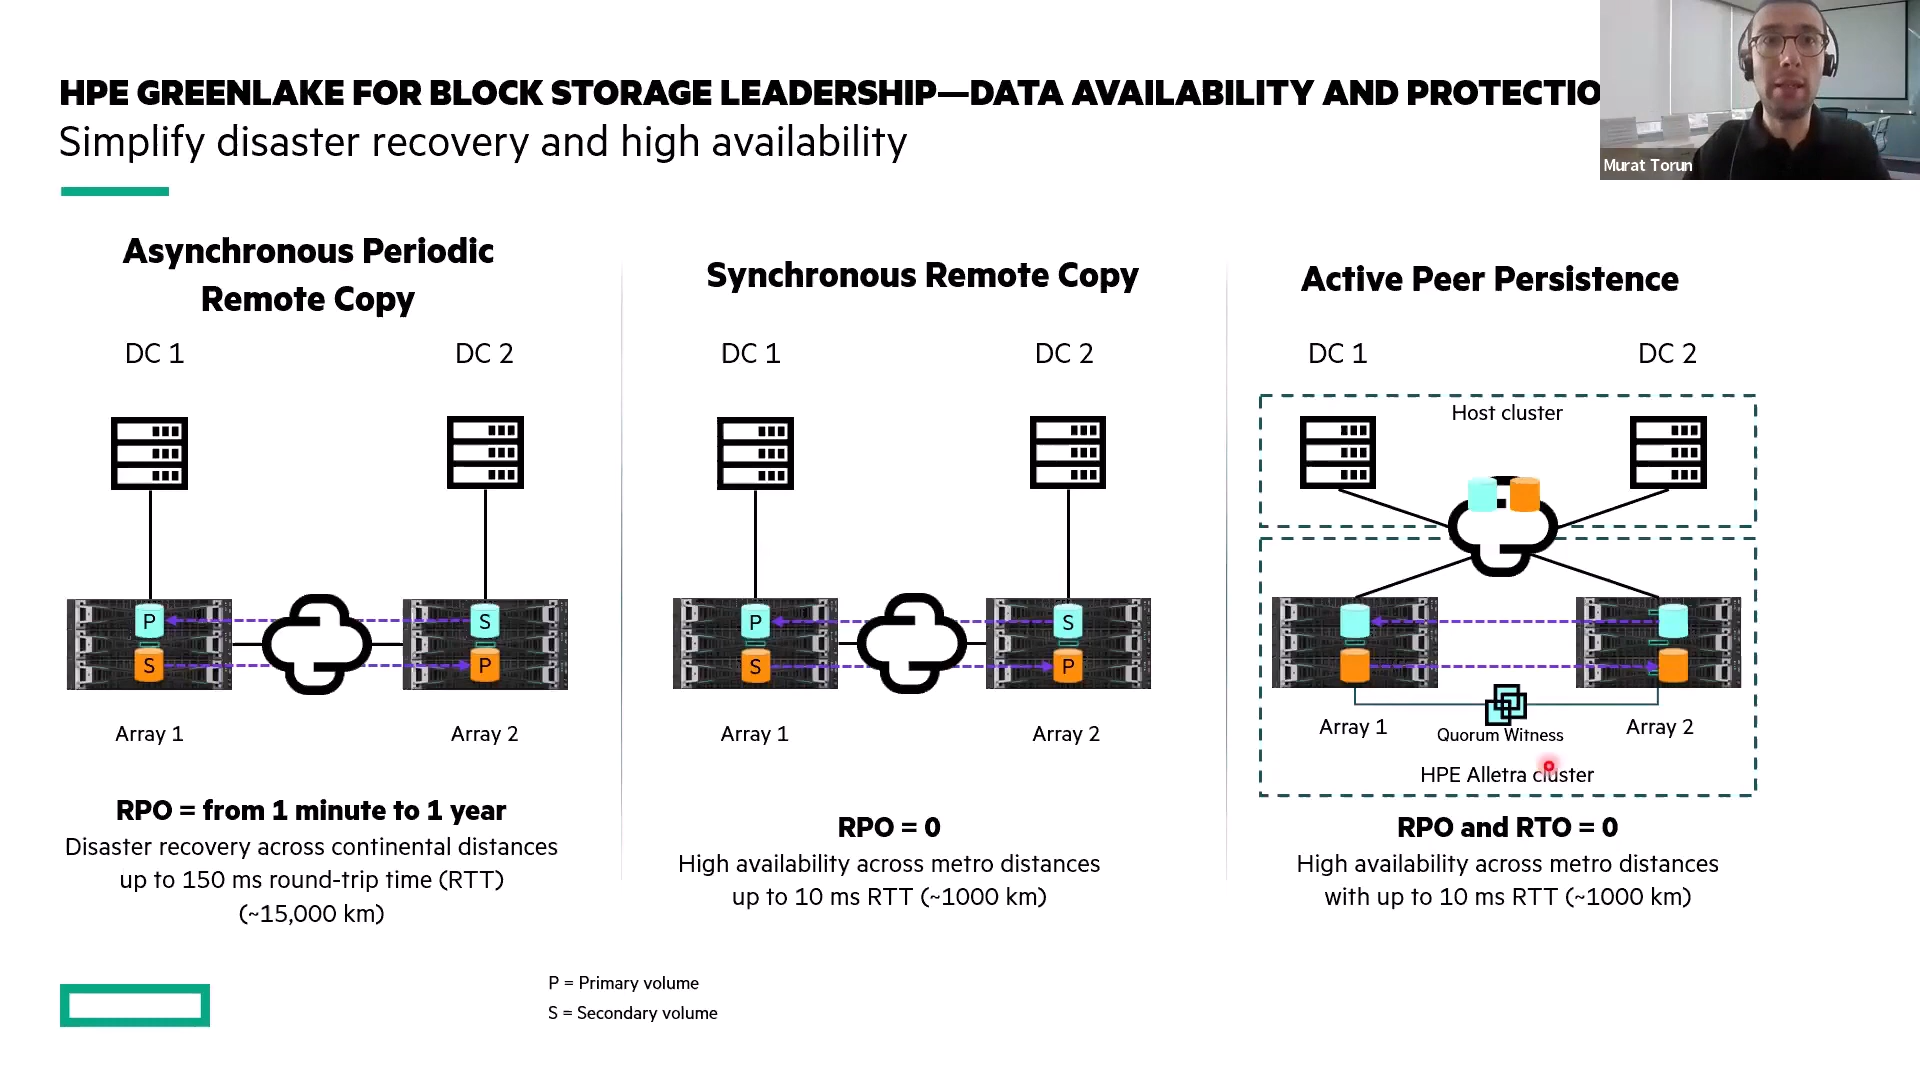 HPE GREENLAKE FOR BLOCK STORAGE LEADERSHIP—DATA AVAILABILITY AND PROTECTIO
Simplify disaster recovery and high availability
Murat Torun
Asynchronous Periodic
Remote Copy
DC 1
DC 2
P
S
S
P
Array 1
Array 2
RPO = from 1 minute to 1 year
Disaster recovery across continental distances
up to 150 ms round-trip time (RTT)
(~15,000 km)
Synchronous Remote Copy
DC 1
DC 2
P
S
S
P
Array 1
Array 2
RPO = 0
High availability across metro distances
up to 10 ms RTT (~1000 km)
Active Peer Persistence
DC 1
DC 2
Host cluster
Array 1
Quorum Witness
Array 2
HPE Alletra cluster
RPO and RTO = 0
High availability across metro distances
with up to 10 ms RTT (~1000 km)
P = Primary volume
S = Secondary volume